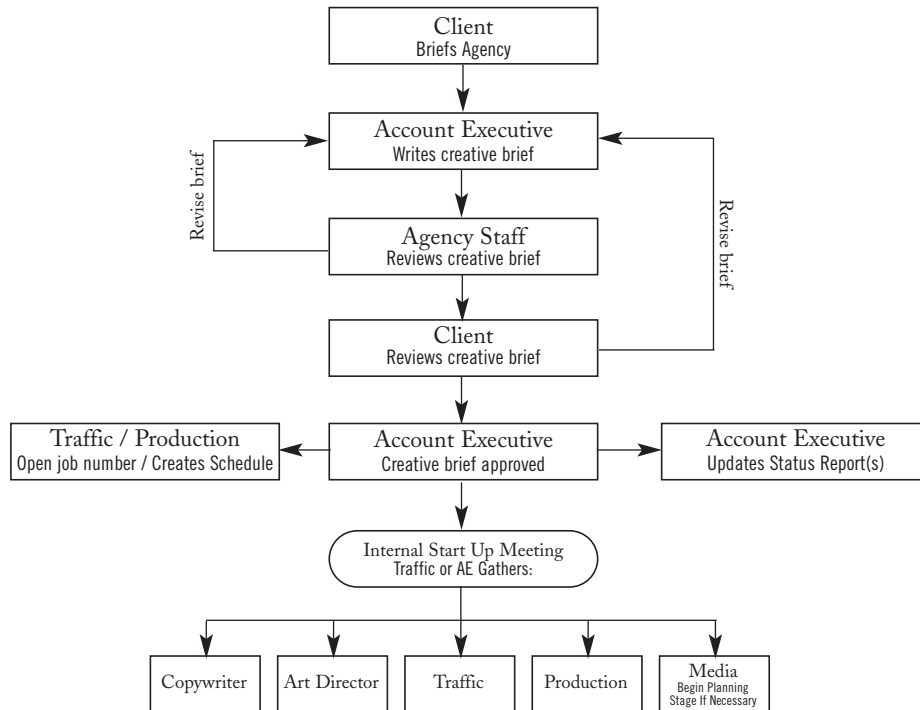 Client
Briefs Agency
Account Executive
Writes creative brief
Revise brief
Revise brief
Agency Staff
Reviews creative brief
Client
Reviews creative brief
Traffic / Production
Open job number / Creates Schedule
Account Executive
Creative brief approved
Account Executive
Updates Status Report(s)
Internal Start Up Meeting
Traffic or AE Gathers:
Copywriter
Art Director
Traffic
Production
Media
Begin Planning
Stage If Necessary